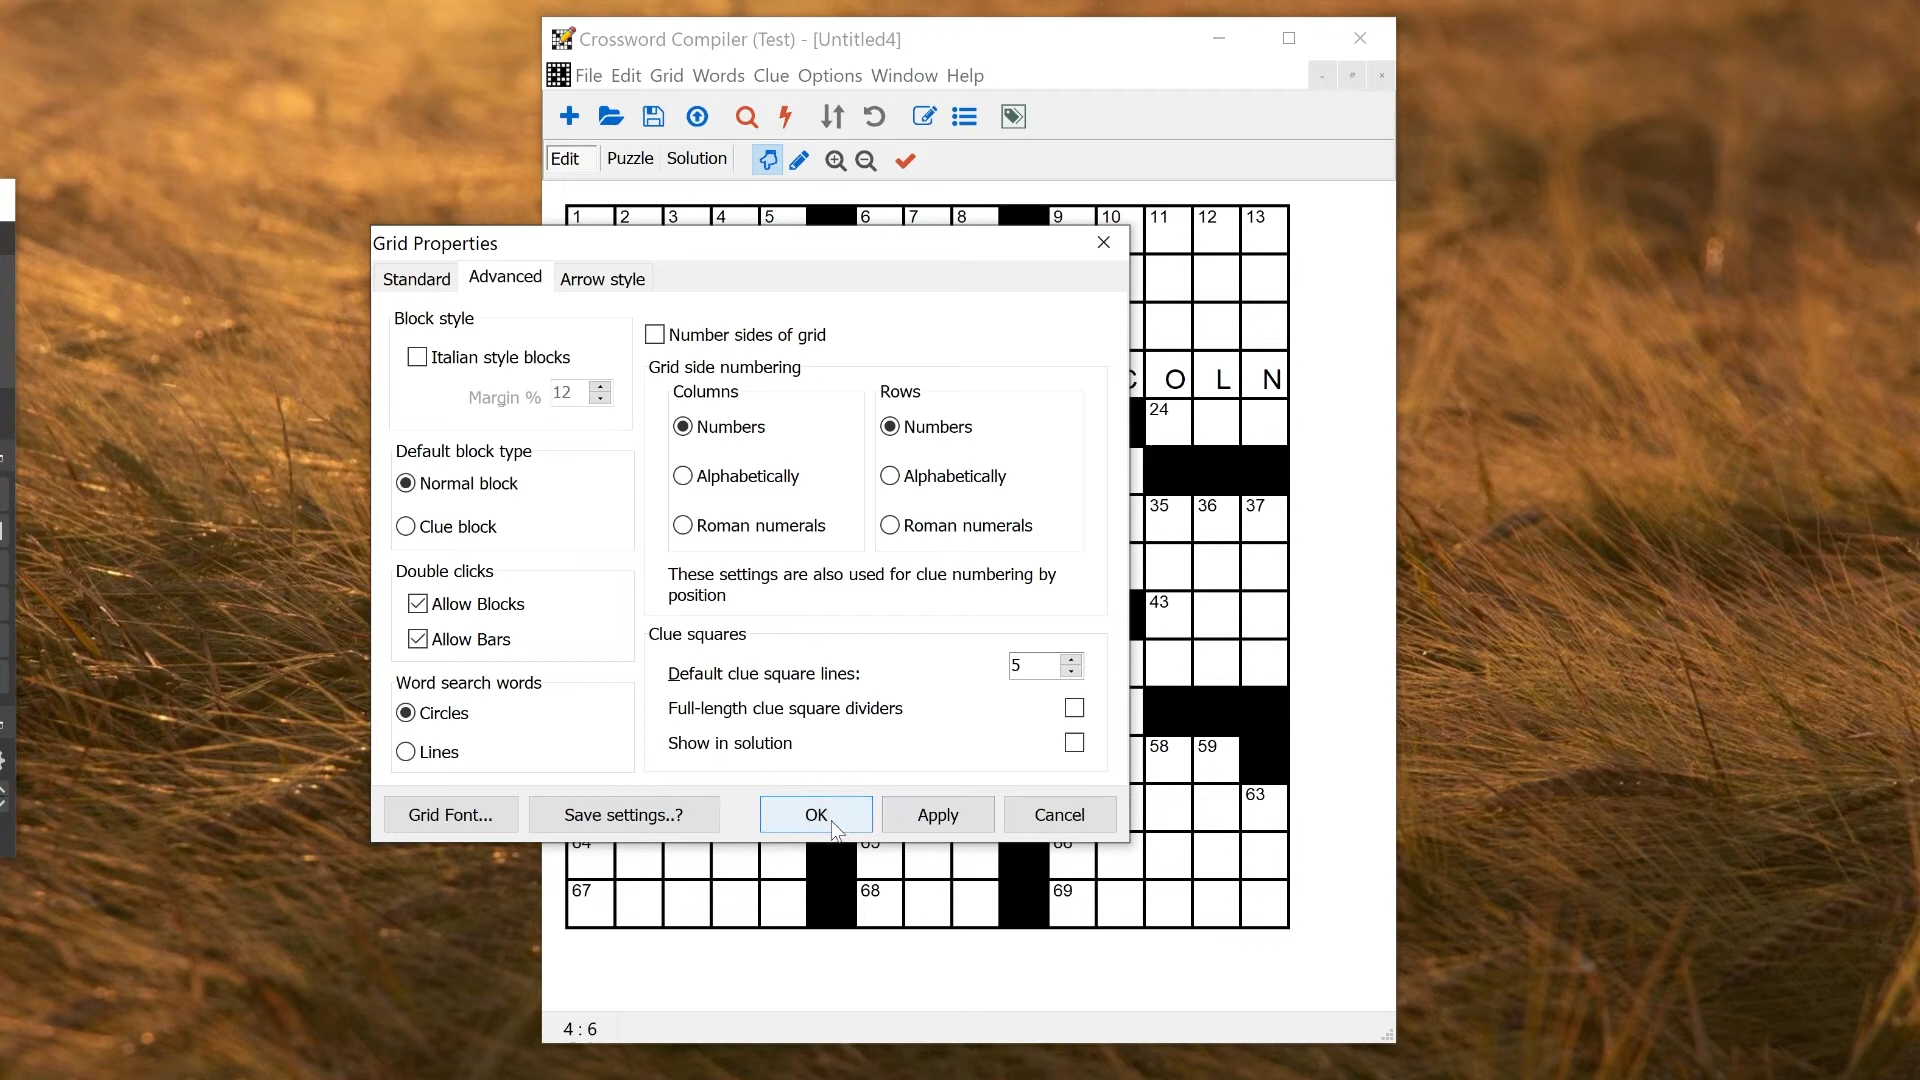 Crossword Compiler (Test) - [Untitled4]
File Edit Grid Words Clue Options Window Help
Edit Puzzle Solution
1 2 3 4 5 6 7 8 9 10 11 12 13
Grid Properties
Standard Advanced Arrow style
Block style
Italian style blocks
Margin % 12
Default block type
Normal block
Clue block
Double clicks
Allow Blocks
Allow Bars
Word search words
Circles
Lines
Number sides of grid
Grid side numbering
Columns
Numbers
Alphabetically
Roman numerals
Rows
Numbers
Alphabetically
Roman numerals
These settings are also used for clue numbering by
position
Clue squares
Default clue square lines: 5
Full-length clue square dividers
Show in solution
Grid Font... Save settings..? OK Apply Cancel
O L N
24
35 36 37
43
58 59
63
67 68 69
4 : 6